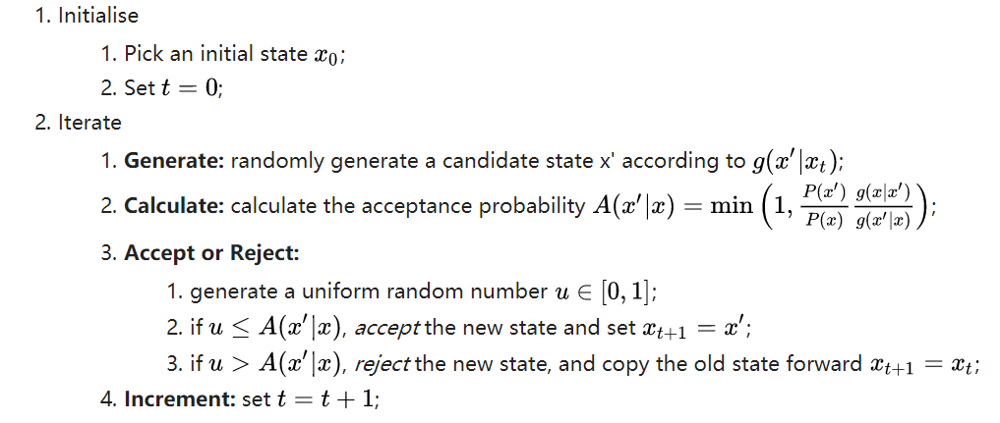 1. Initialise
1. Pick an initial state $x_0$;
2. Set $t = 0$;
2. Iterate
1. Generate: randomly generate a candidate state x' according to $g(x'|x_t)$;
2. Calculate: calculate the acceptance probability $A(x'|x) = \min\left(1, \frac{P(x')}{P(x)} \frac{g(x|x')}{g(x'|x)}\right)$;
3. Accept or Reject:
1. generate a uniform random number $u \in [0, 1]$;
2. if $u \leq A(x'|x)$, accept the new state and set $x_{t+1} = x'$;
3. if $u > A(x'|x)$, reject the new state, and copy the old state forward $x_{t+1} = x_t$;
4. Increment: set $t = t + 1$;